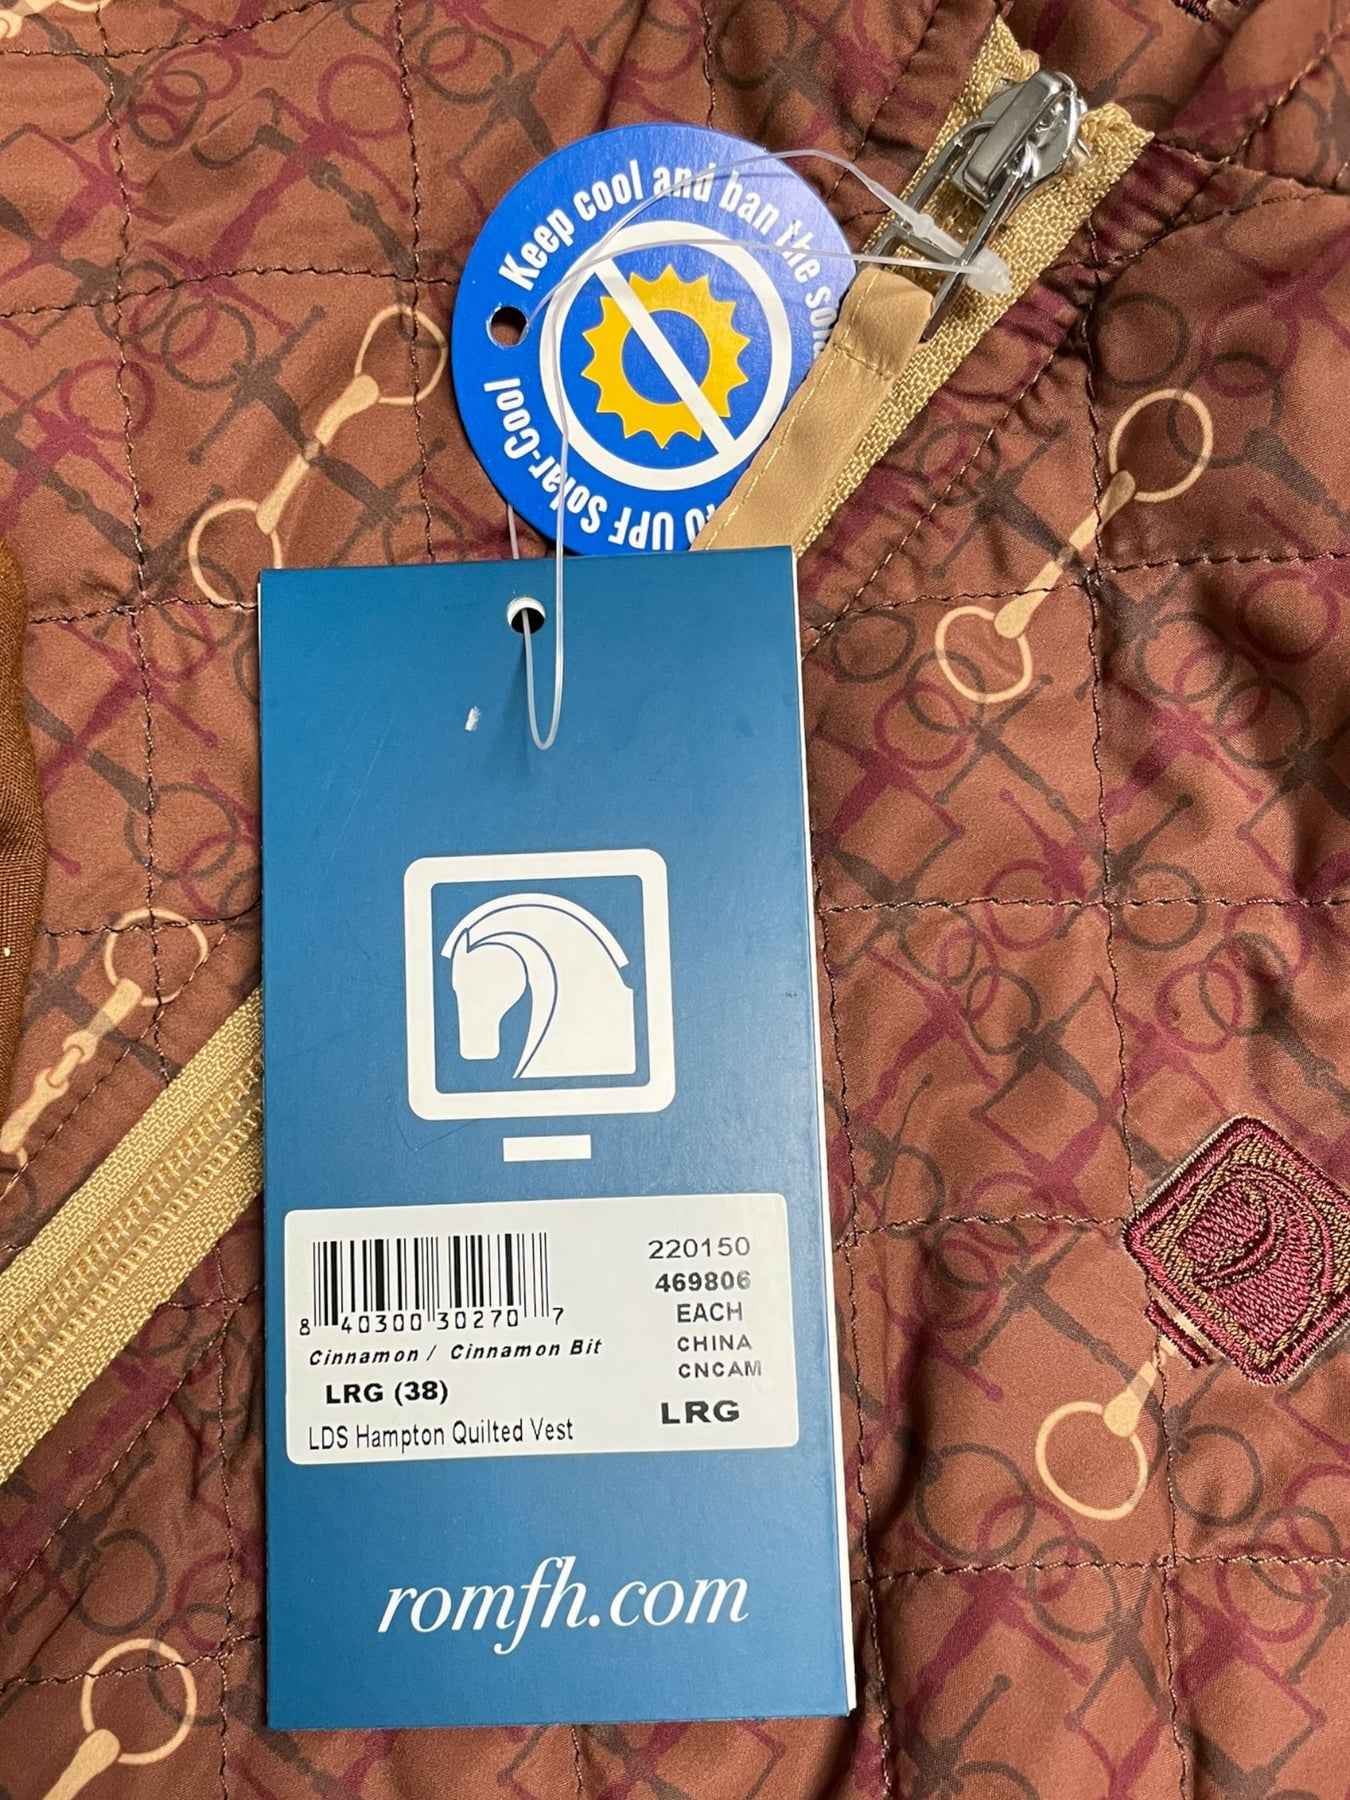 Keep cool and ban the
UPF Solar-Cool
8 40300 30270 7
Cinnamon / Cinnamon Bit
LRG (38)
LDS Hampton Quilted Vest
220150
469806
EACH
CHINA
CNCAM
LRG
romfh.com